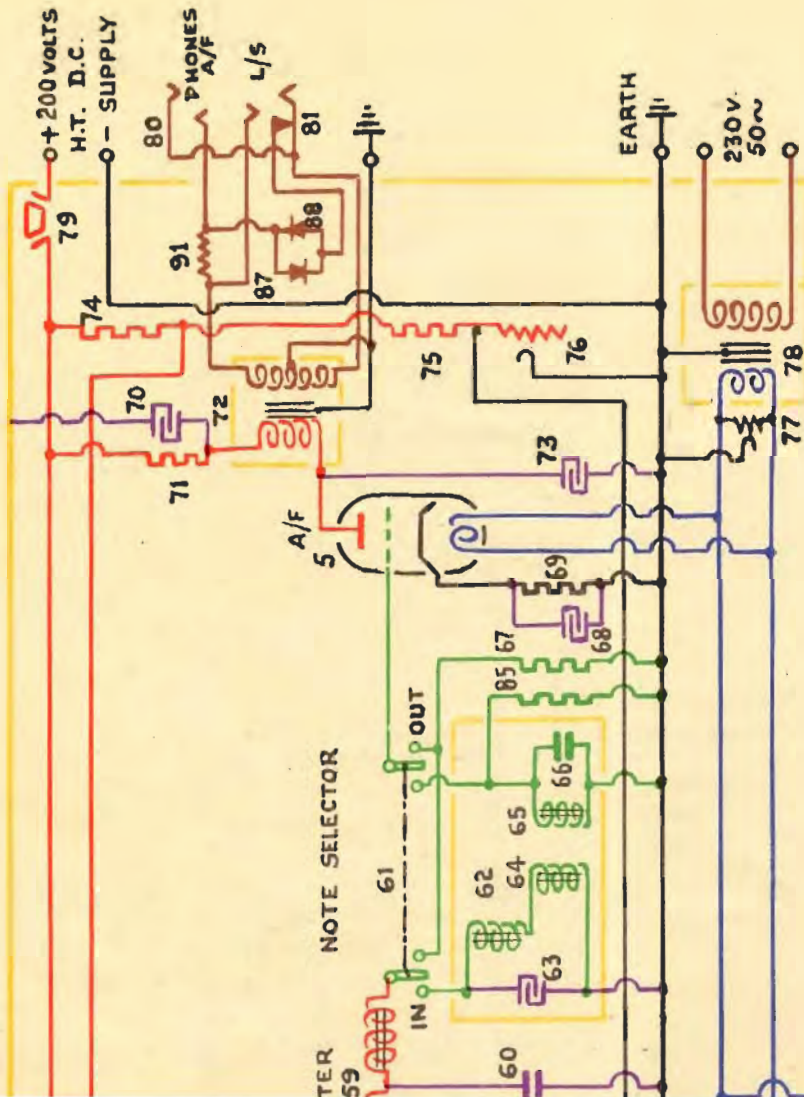 + 200 VOLTS
H.T. D.C.
- SUPPLY
PHONES
A/F
L/S
80
81
79
91
88
87
74
EARTH
230 V.
50~
70
72
75
76
78
71
73
77
A/F
5
69
68
67
85
OUT
NOTE SELECTOR
66
65
61
62
64
63
IN
TER
59
60